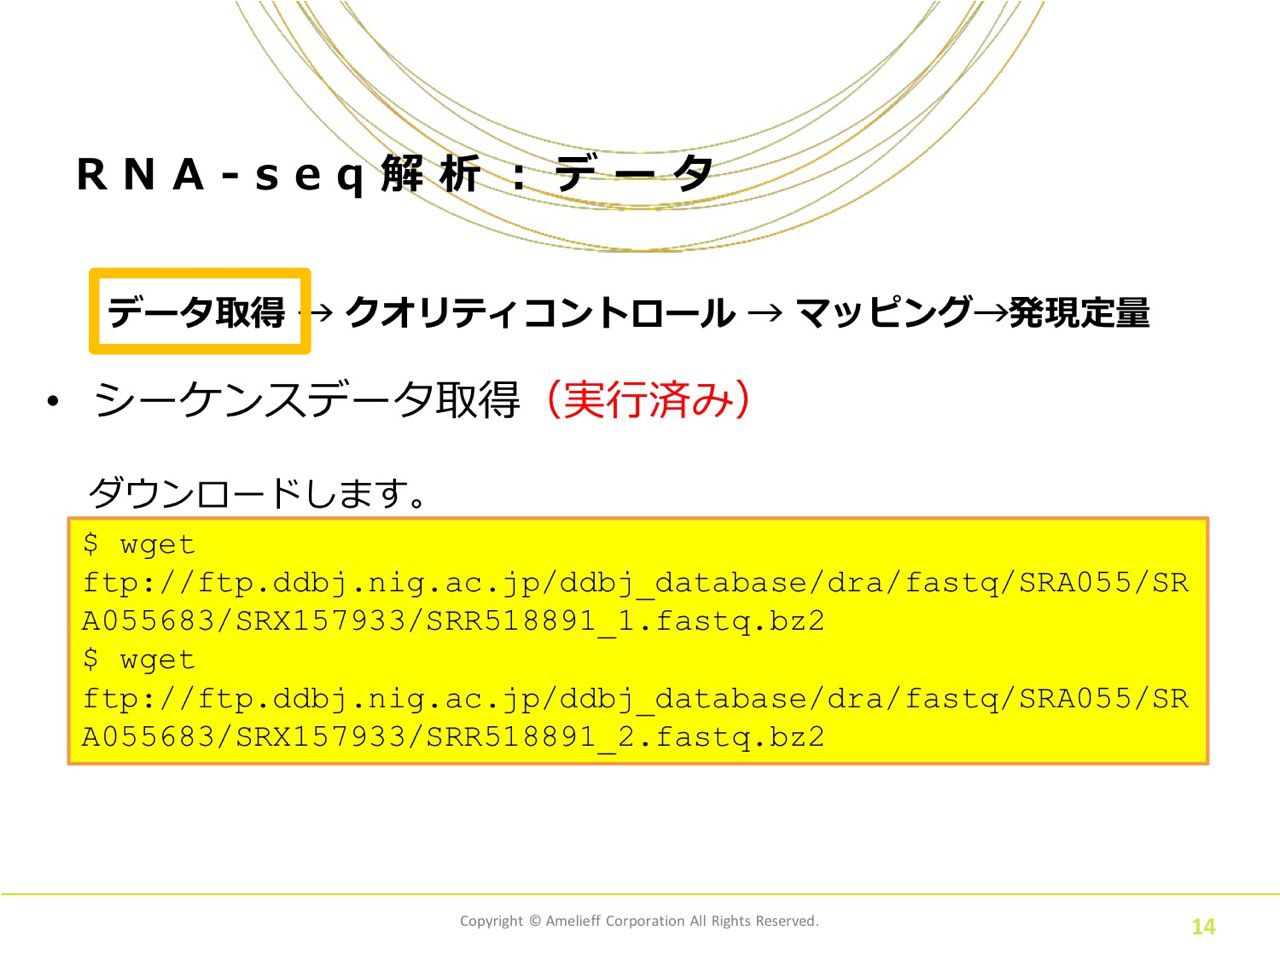 RNA-seq解析：データ
データ取得 → クオリティコントロール → マッピング→発現定量
• シーケンスデータ取得（実行済み）
ダウンロードします。
$ wget
ftp://ftp.ddbj.nig.ac.jp/ddbj_database/dra/fastq/SRA055/SR
A055683/SRX157933/SRR518891_1.fastq.bz2
$ wget
ftp://ftp.ddbj.nig.ac.jp/ddbj_database/dra/fastq/SRA055/SR
A055683/SRX157933/SRR518891_2.fastq.bz2
Copyright © Amelieff Corporation All Rights Reserved.
14